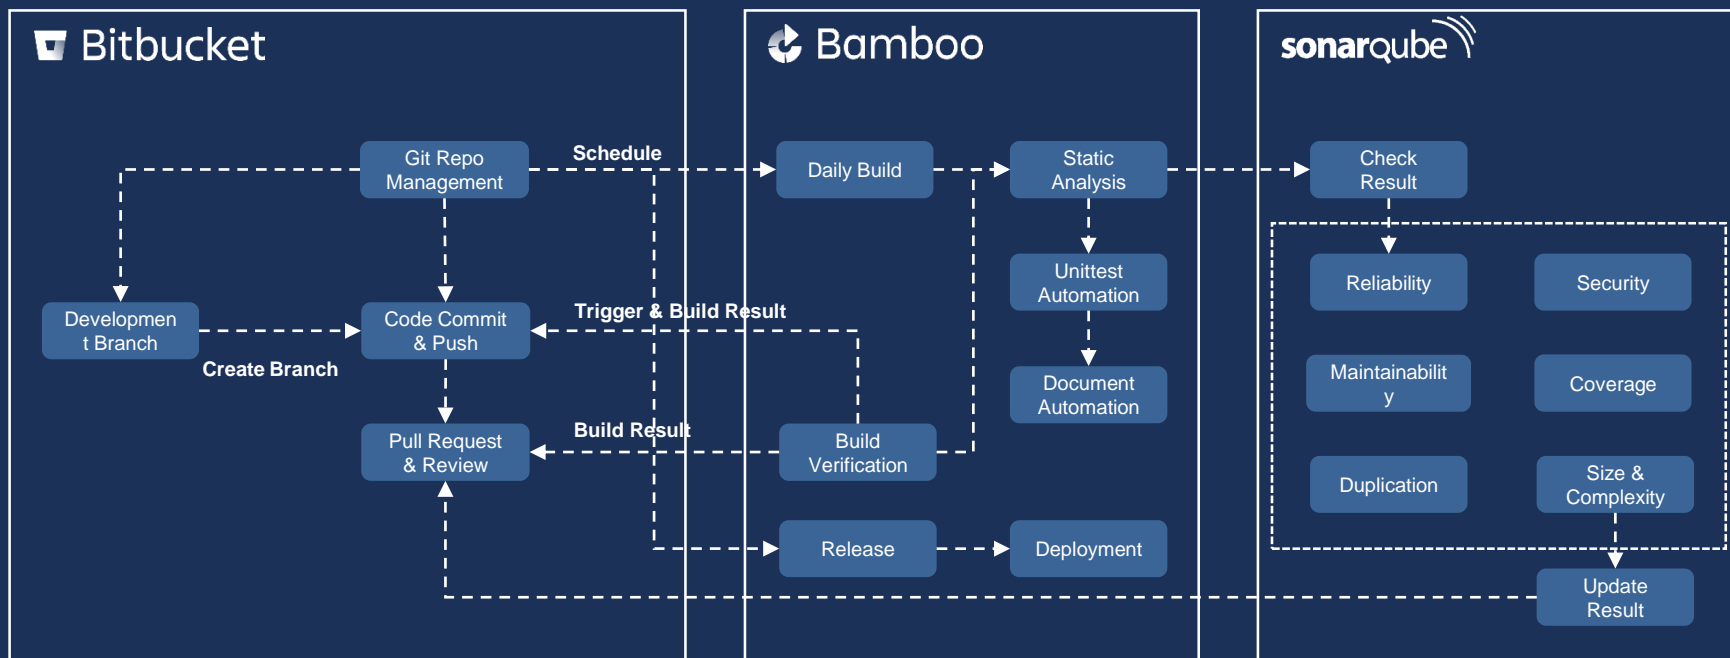 Bitbucket
Bamboo
sonarqube
Git Repo
Management
Schedule
Daily Build
Static
Analysis
Check
Result
Unittest
Automation
Reliability
Security
Developmen
t Branch
Create Branch
Code Commit
& Push
Trigger & Build Result
Document
Automation
Maintainabilit
y
Coverage
Pull Request
& Review
Build Result
Build
Verification
Duplication
Size &
Complexity
Release
Deployment
Update
Result